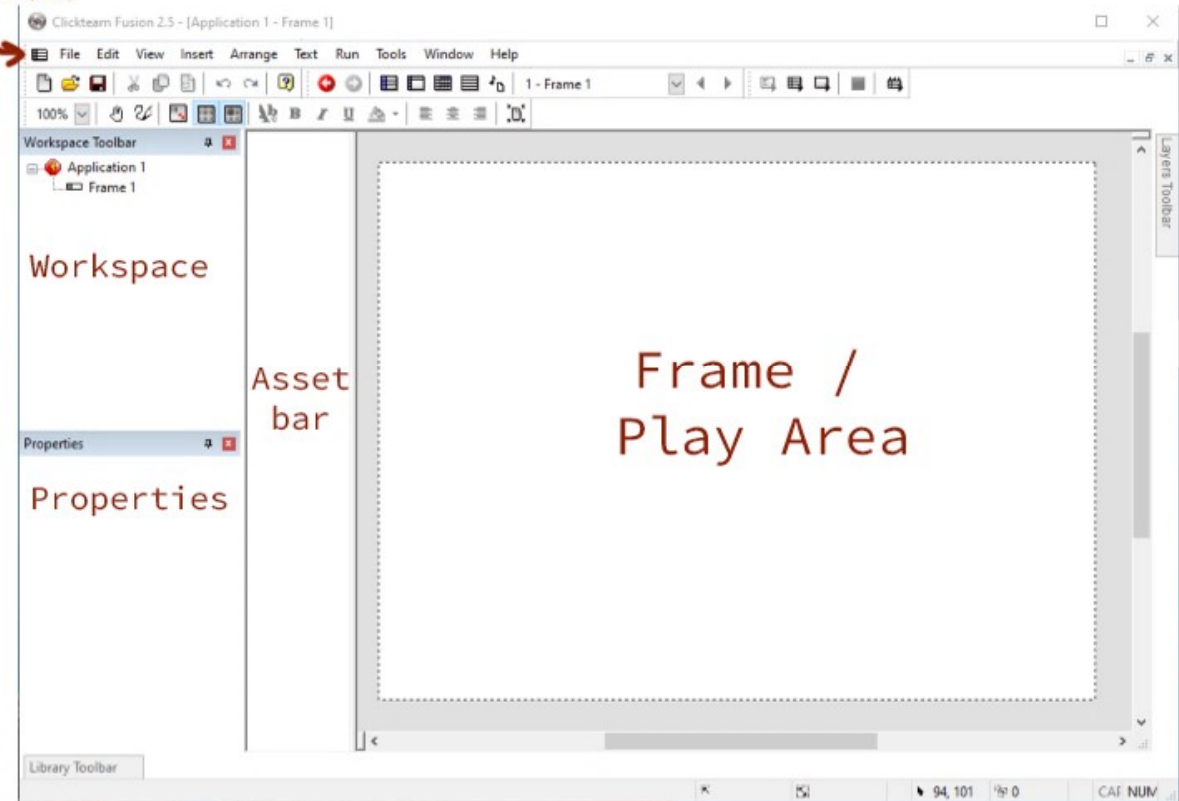 Clickteam Fusion 2.5 - [Application 1 - Frame 1]
File Edit View Insert Arrange Text Run Tools Window Help
1 - Frame 1
100%
Workspace Toolbar
Application 1
Frame 1
Workspace
Properties
Properties
Asset
bar
Frame /
Play Area
Layers Toolbar
Library Toolbar
94, 101 0 CAP NUM